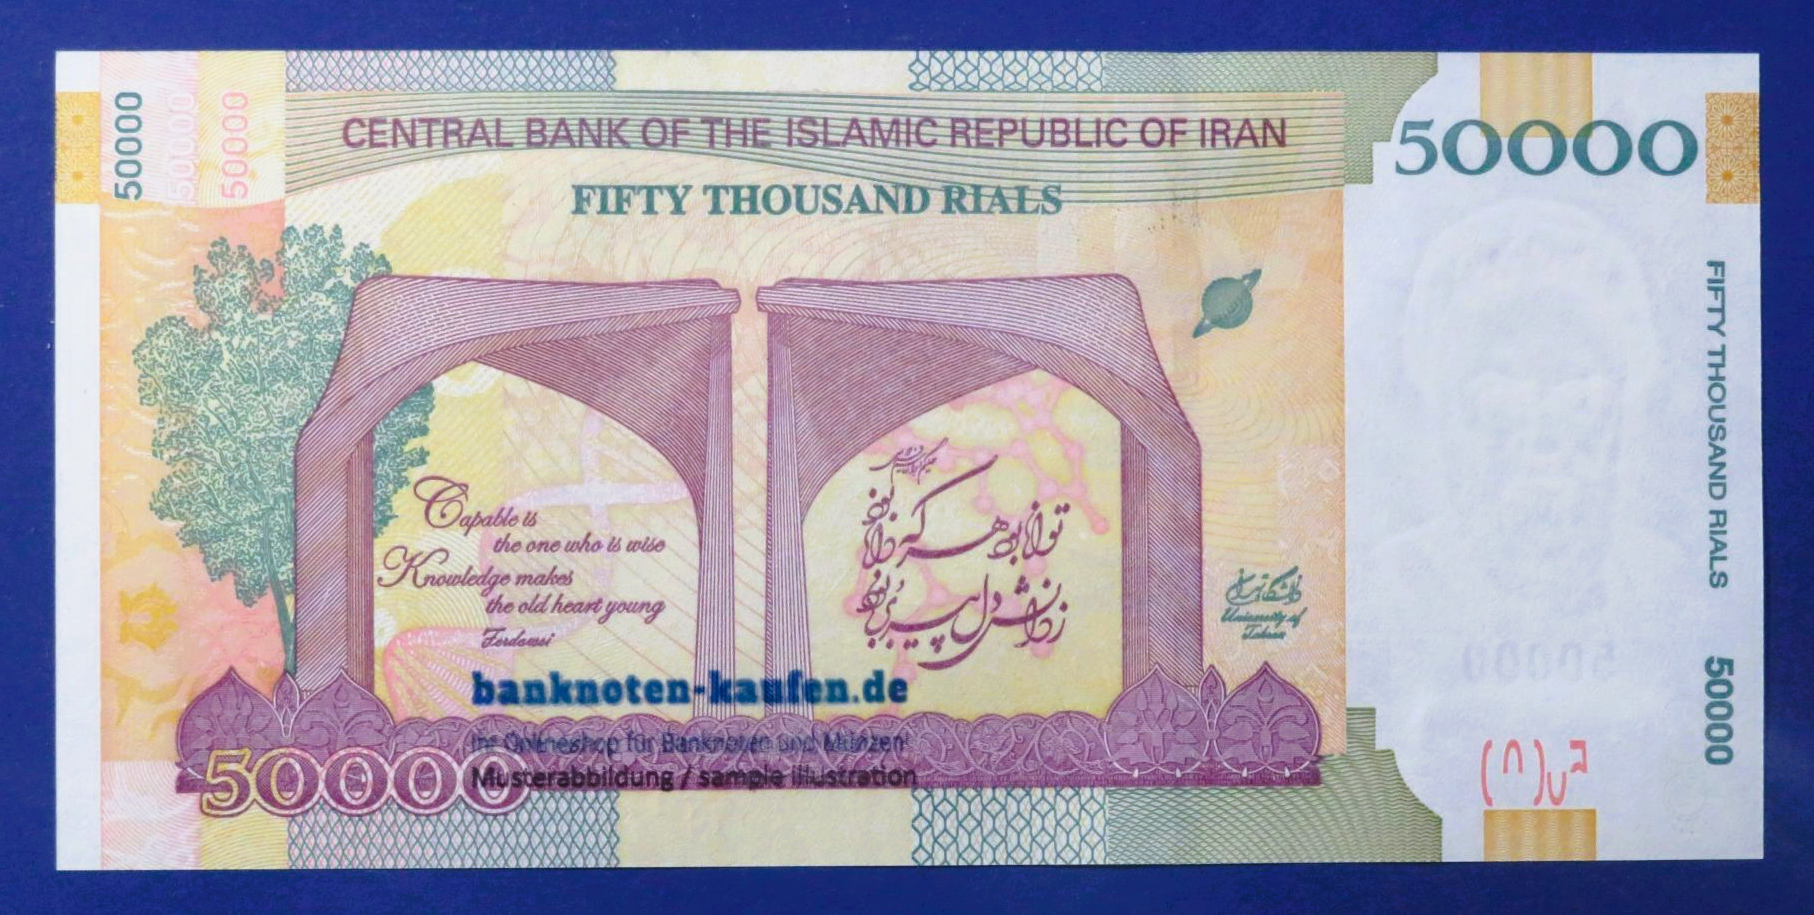 50000
50000
50000
CENTRAL BANK OF THE ISLAMIC REPUBLIC OF IRAN
FIFTY THOUSAND RIALS
50000
Capable is
the one who is wise
Knowledge makes
the old heart young
Ferdowsi
توانا بود هر که دانا بود
ز دانش دل پیر برنا بود
دانشگاه تهران
University of
Tehran
FIFTY THOUSAND RIALS
50000
banknoten-kaufen.de
Ihr Onlineshop für Banknoten und Münzen!
Musterabbildung / sample illustration
50000
50000